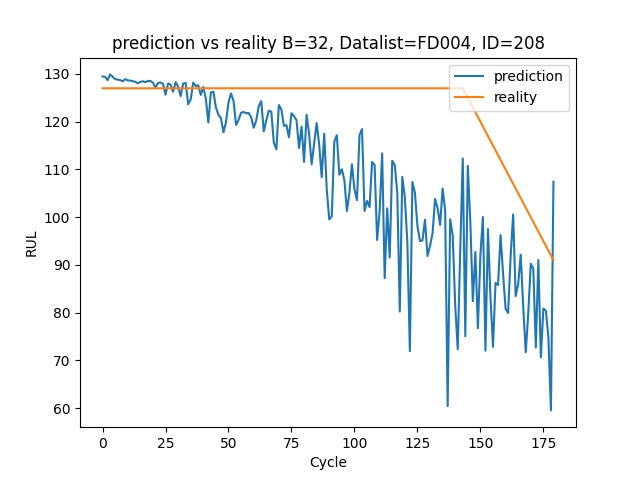 prediction vs reality B=32, Datalist=FD004, ID=208
prediction
reality
130
120
110
100
90
80
70
60
RUL
0 25 50 75 100 125 150 175
Cycle